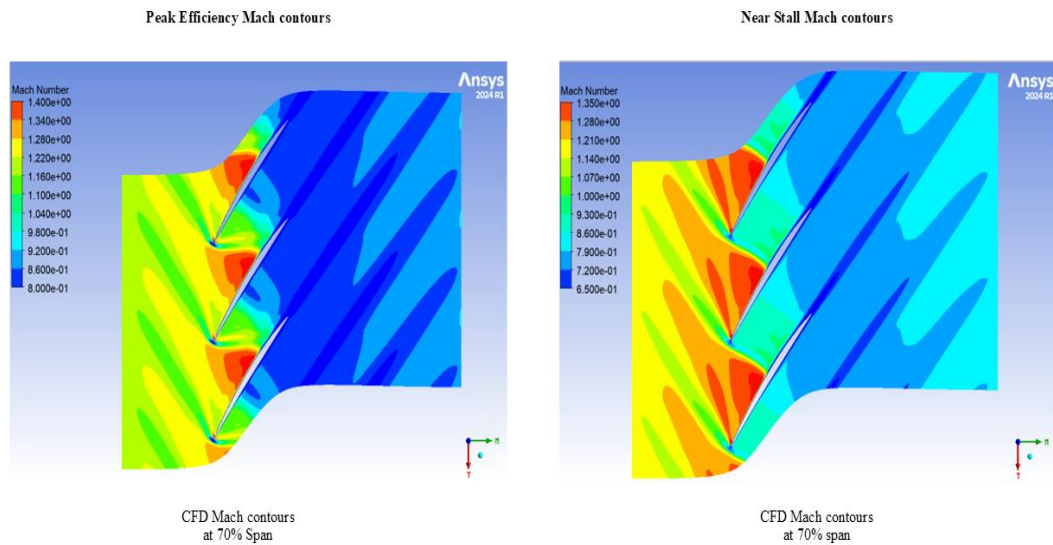 Peak Efficiency Mach contours
Near Stall Mach contours
Ansys
2024 R1
Mach Number
1.400e+00
1.340e+00
1.280e+00
1.220e+00
1.160e+00
1.100e+00
1.040e+00
9.800e-01
9.200e-01
8.600e-01
8.000e-01
M
T
Ansys
2024 R1
Mach Number
1.350e+00
1.280e+00
1.210e+00
1.140e+00
1.070e+00
1.000e+00
9.300e-01
8.600e-01
7.900e-01
7.200e-01
6.500e-01
M
T
CFD Mach contours
at 70% Span
CFD Mach contours
at 70% span